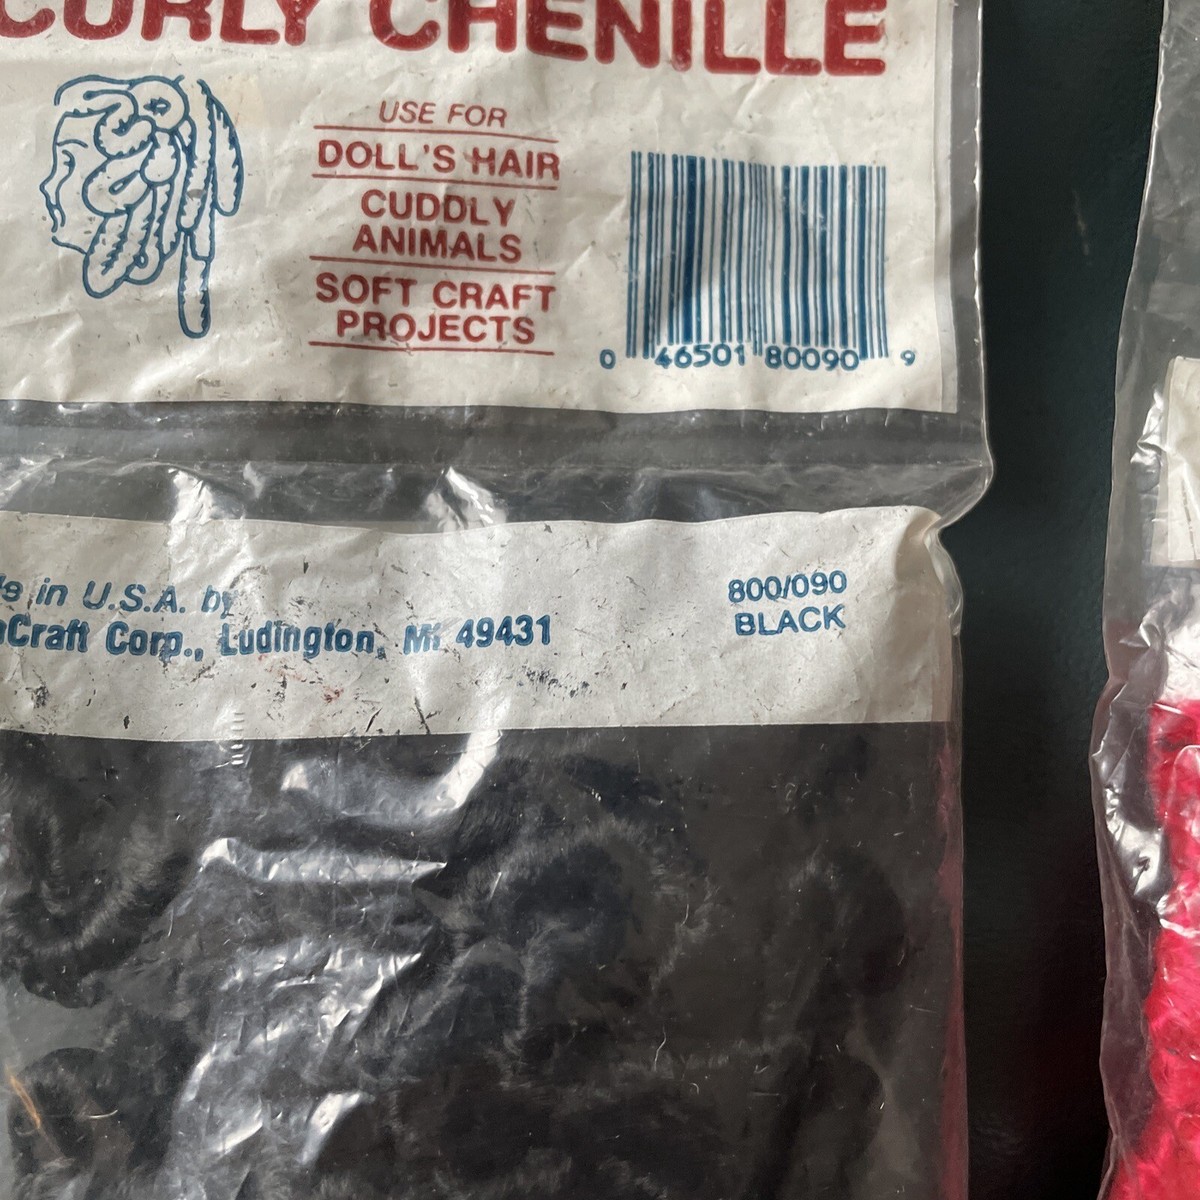 CURLY CHENILLE
USE FOR
DOLL'S HAIR
CUDDLY
ANIMALS
SOFT CRAFT
PROJECTS
0 46501 80090 9
in U.S.A. by
Craft Corp., Ludington, MI 49431
800/090
BLACK